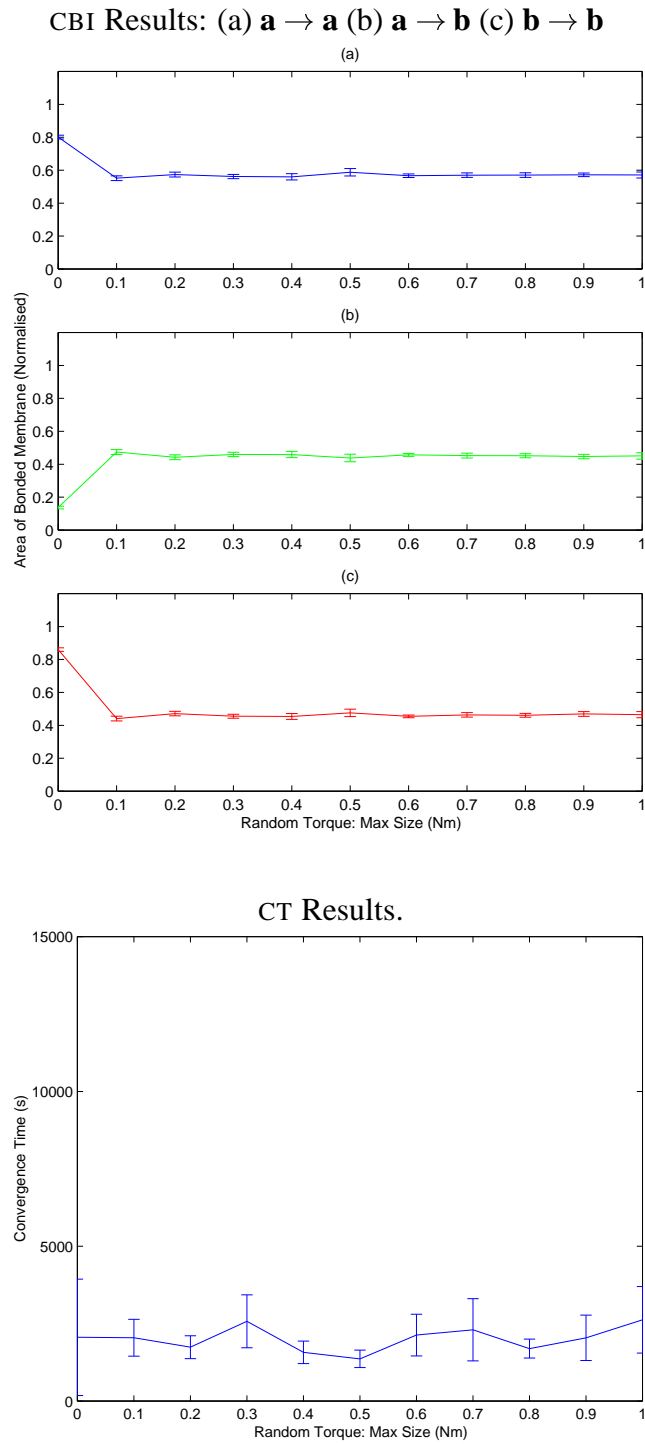 CBI Results: (a) a → a (b) a → b (c) b → b
(a)
1
0.8
0.6
0.4
0.2
0
0 0.1 0.2 0.3 0.4 0.5 0.6 0.7 0.8 0.9 1
Area of Bonded Membrane (Normalised)
(b)
1
0.8
0.6
0.4
0.2
0
0 0.1 0.2 0.3 0.4 0.5 0.6 0.7 0.8 0.9 1
(c)
1
0.8
0.6
0.4
0.2
0
0 0.1 0.2 0.3 0.4 0.5 0.6 0.7 0.8 0.9 1
Random Torque: Max Size (Nm)
CT Results.
15000
10000
5000
0
Convergence Time (s)
0 0.1 0.2 0.3 0.4 0.5 0.6 0.7 0.8 0.9 1
Random Torque: Max Size (Nm)